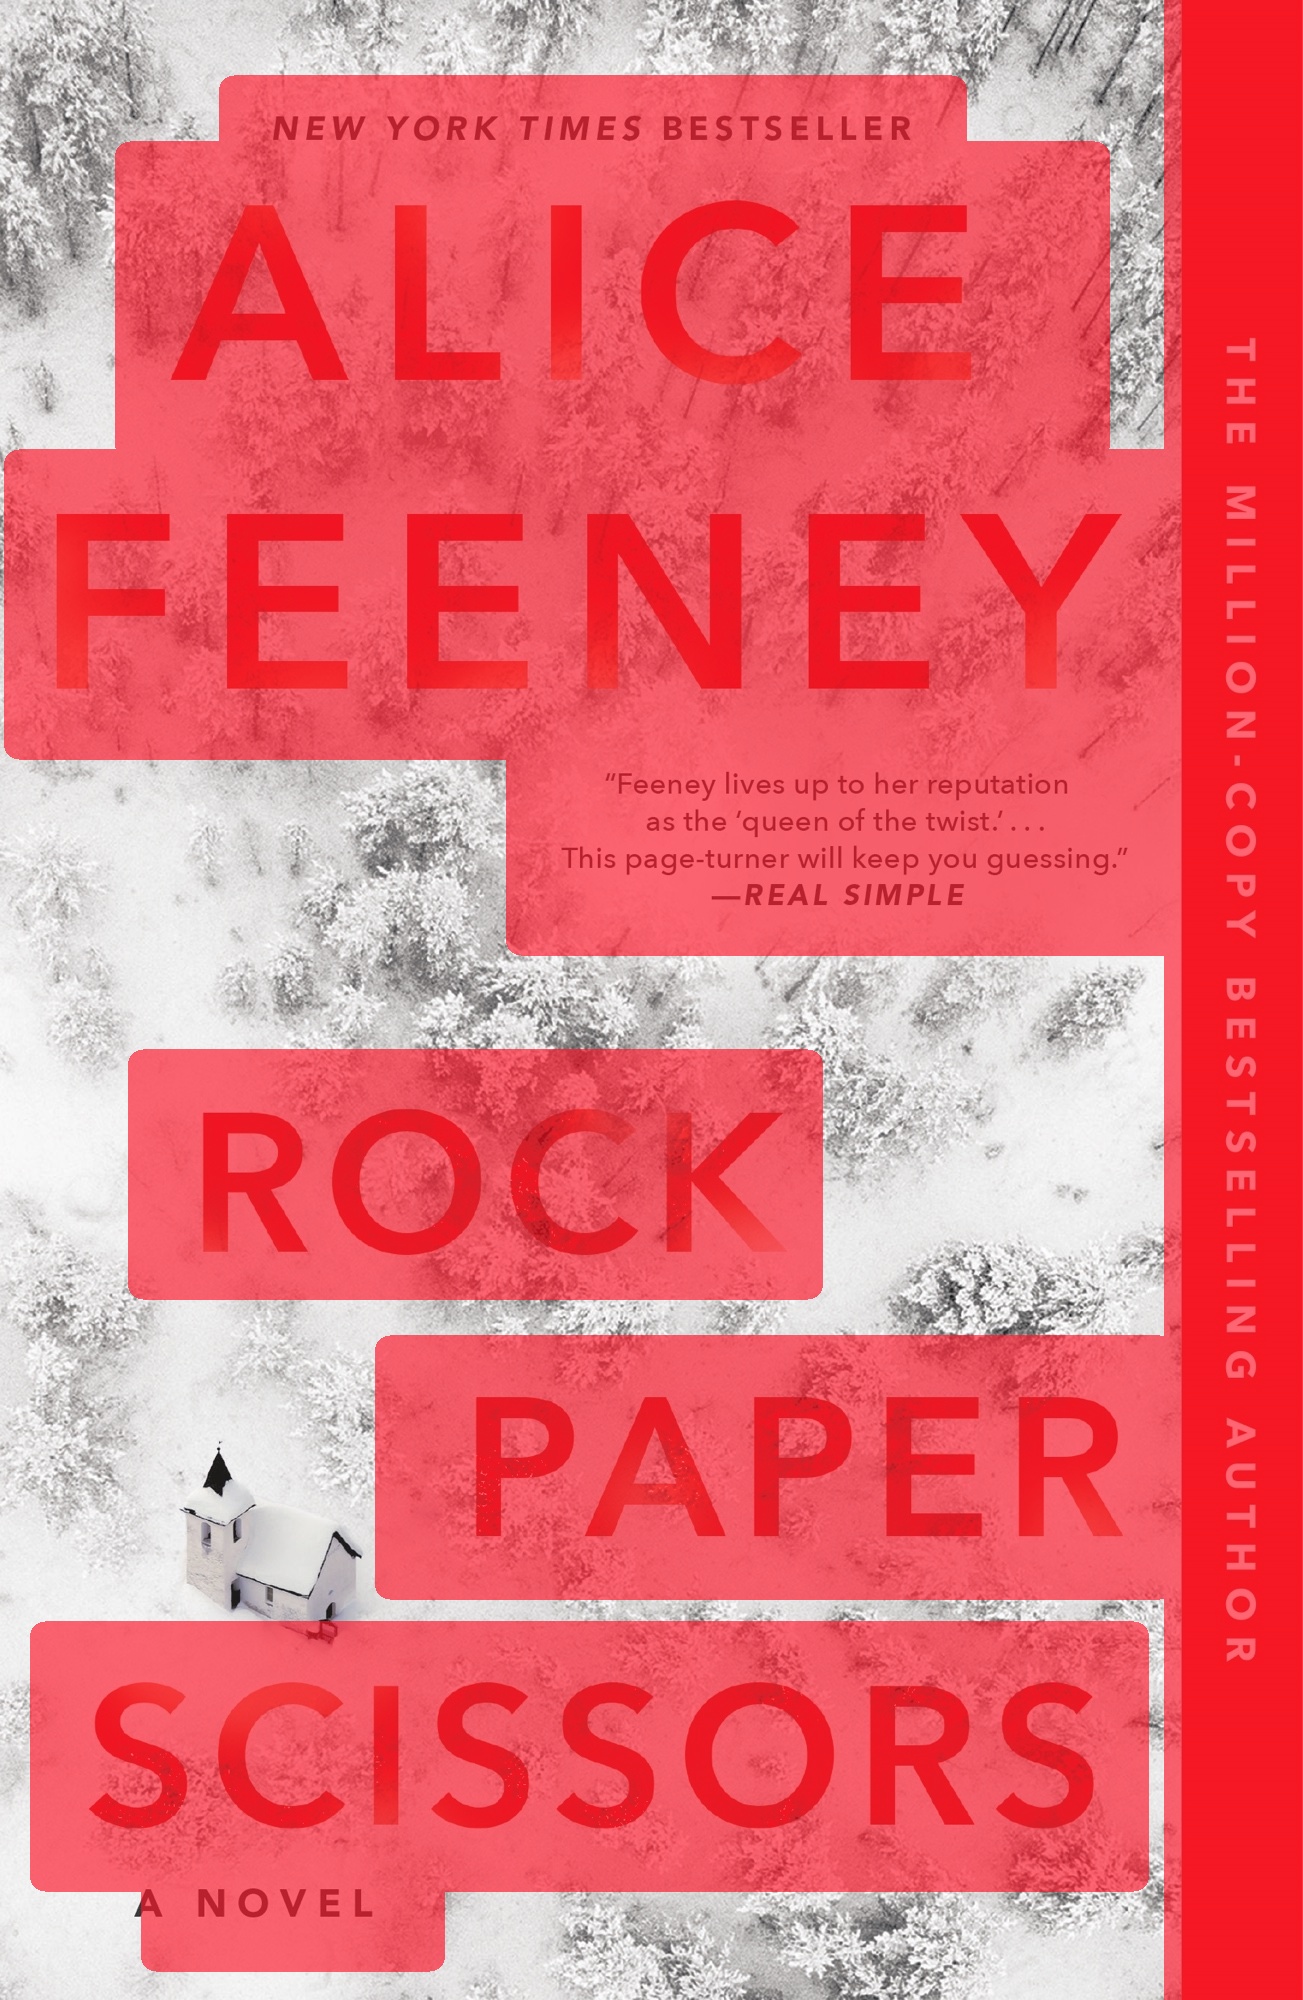 NEW YORK TIMES BESTSELLER
ALICE
FEENEY
“Feeney lives up to her reputation
as the ‘queen of the twist.’ . . .
This page-turner will keep you guessing.”
—REAL SIMPLE
ROCK
PAPER
SCISSORS
A NOVEL
THE MILLION-COPY BESTSELLING AUTHOR